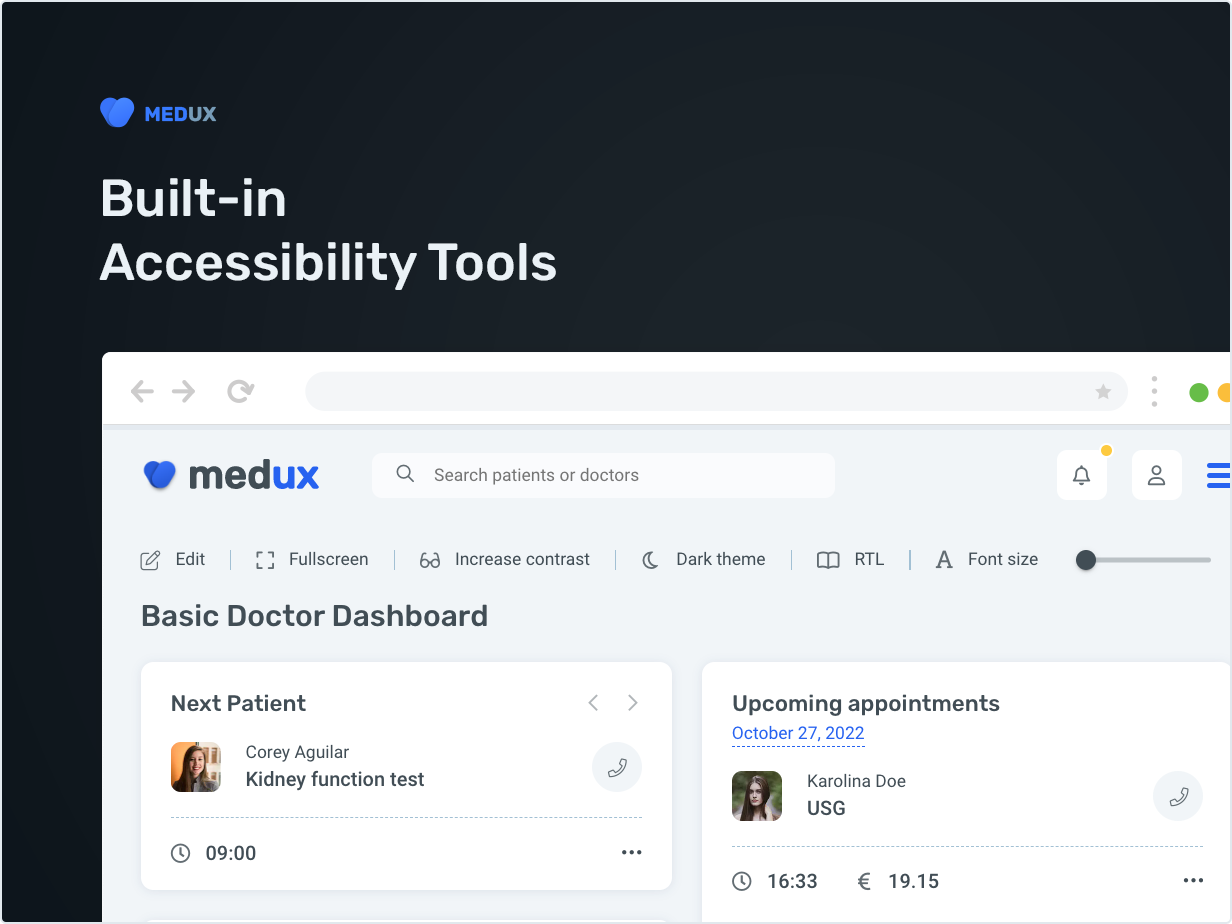 MEDUX
Built-in
Accessibility Tools
medux
Search patients or doctors
Edit
Fullscreen
Increase contrast
Dark theme
RTL
A Font size
Basic Doctor Dashboard
Next Patient
Corey Aguilar
Kidney function test
09:00
Upcoming appointments
October 27, 2022
Karolina Doe
USG
16:33
€ 19.15